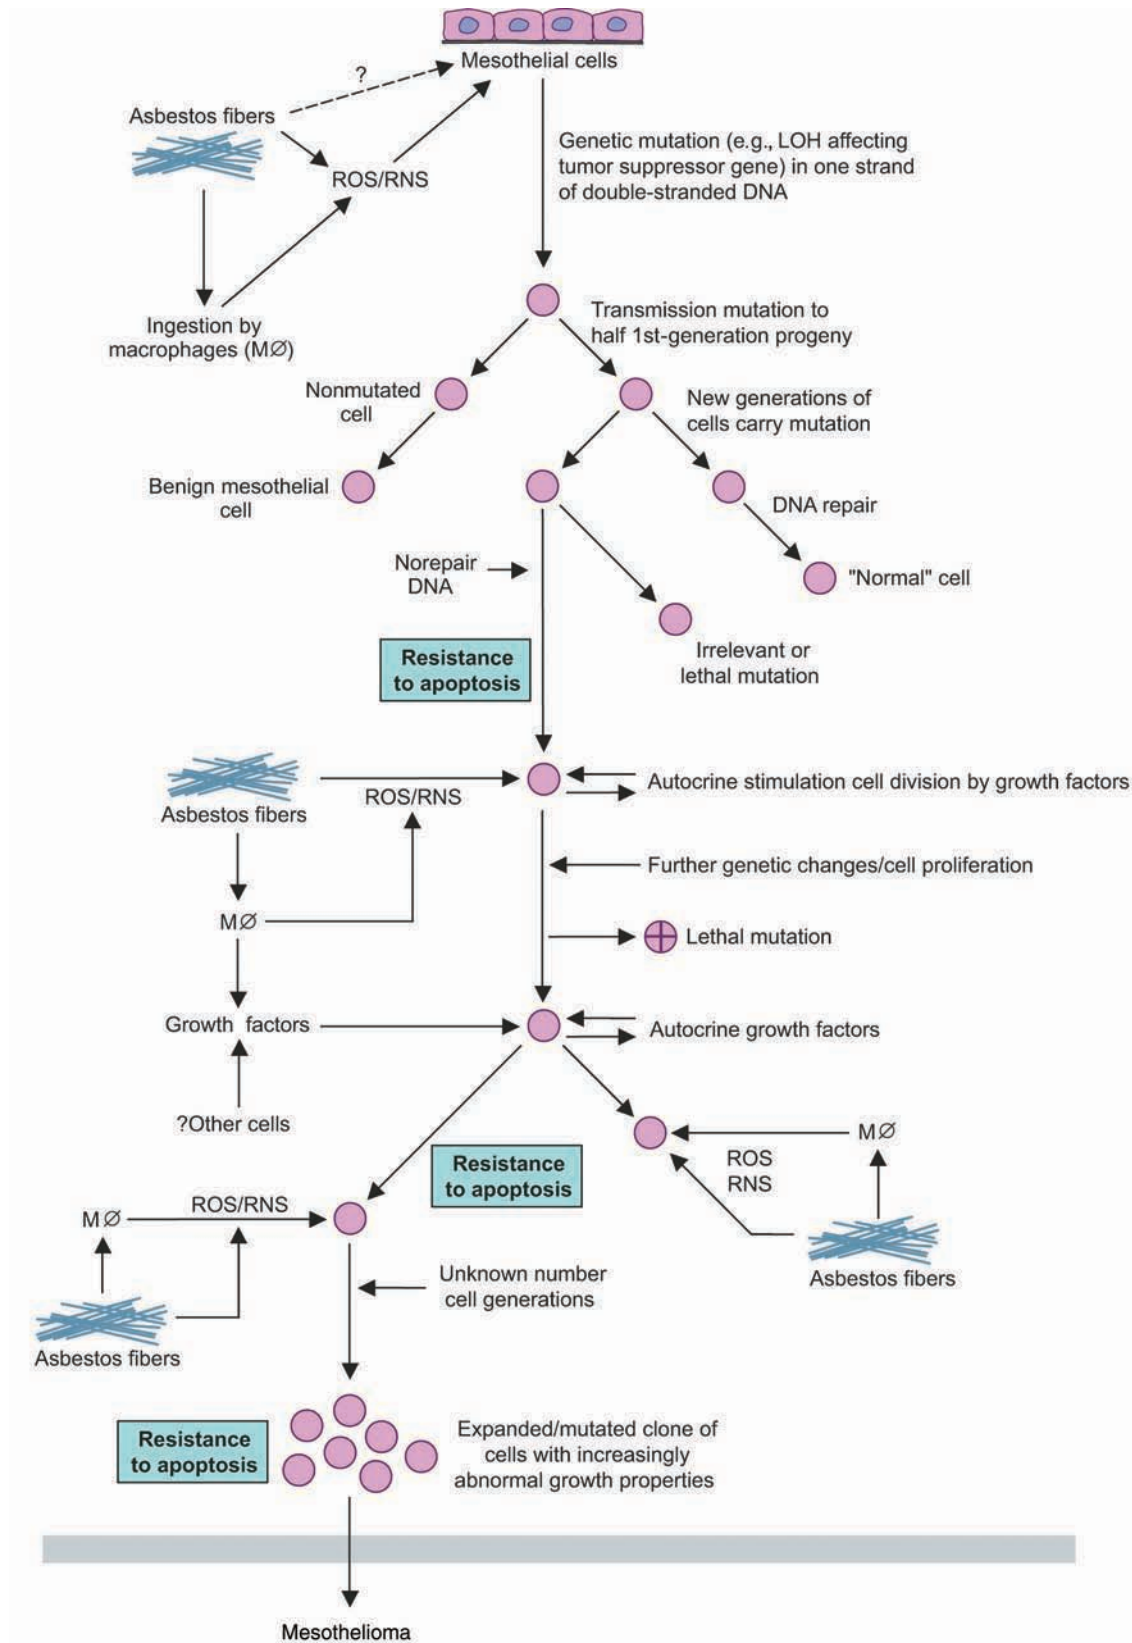 Mesothelial cells
?
Asbestos fibers
Genetic mutation (e.g., LOH affecting
tumor suppressor gene) in one strand
of double-stranded DNA
ROS/RNS
Ingestion by
macrophages (MØ)
Transmission mutation to
half 1st-generation progeny
Nonmutated
cell
New generations of
cells carry mutation
Benign mesothelial
cell
DNA repair
Norepair
DNA
"Normal" cell
Irrelevant or
lethal mutation
Resistance
to apoptosis
Asbestos fibers
ROS/RNS
Autocrine stimulation cell division by growth factors
Further genetic changes/cell proliferation
MØ
Lethal mutation
Growth factors
Autocrine growth factors
?Other cells
MØ
ROS
RNS
Resistance
to apoptosis
Asbestos fibers
MØ
ROS/RNS
Asbestos fibers
Unknown number
cell generations
Resistance
to apoptosis
Expanded/mutated clone of
cells with increasingly
abnormal growth properties
Mesothelioma